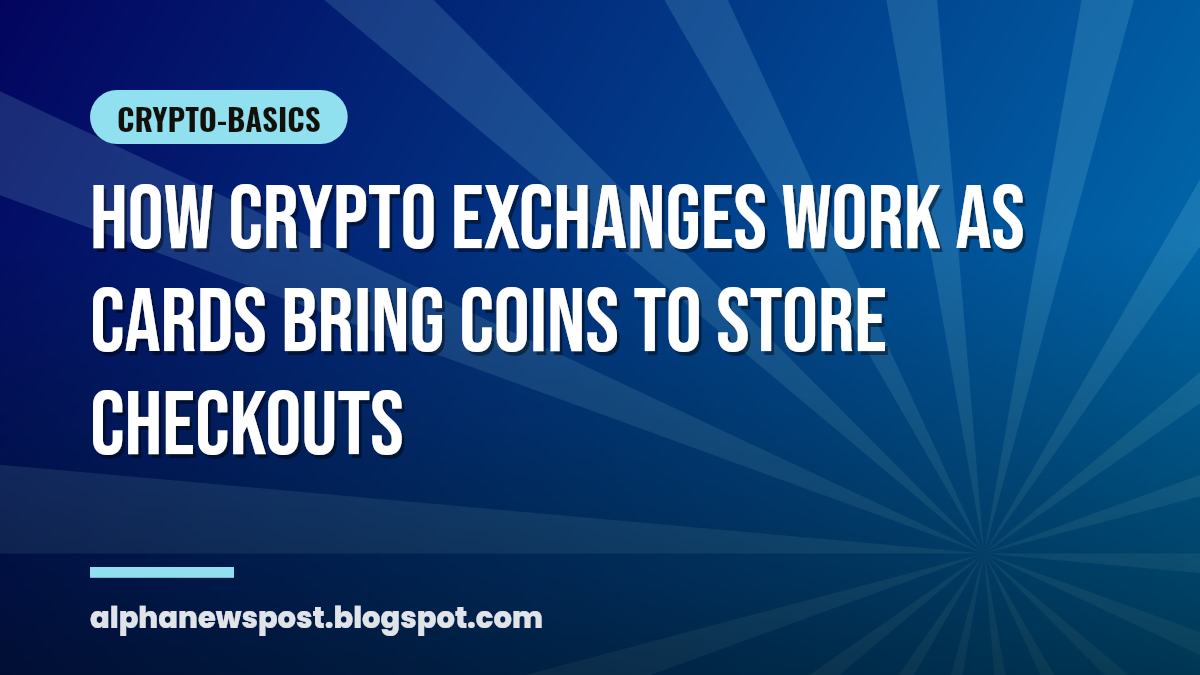 CRYPTO-BASICS
HOW CRYPTO EXCHANGES WORK AS
CARDS BRING COINS TO STORE
CHECKOUTS
alphanewspost.blogspot.com